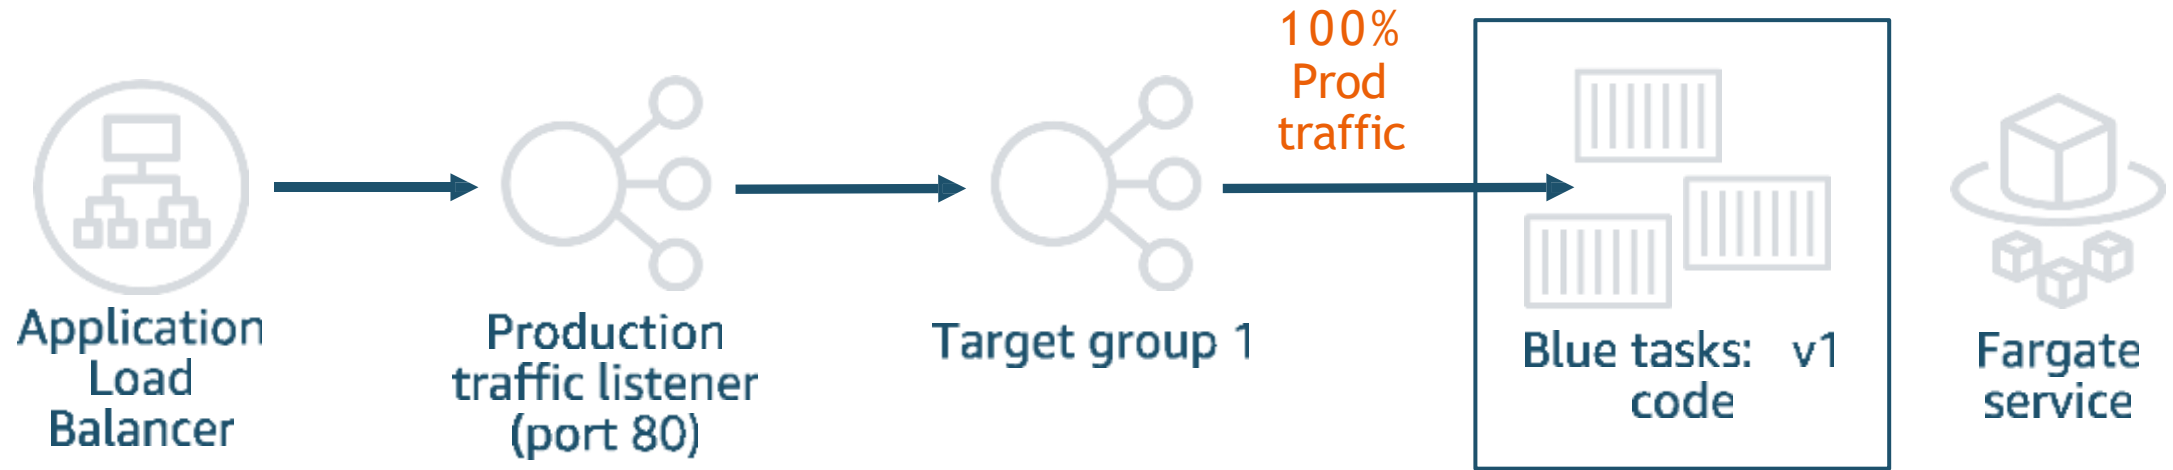 Application
Load
Balancer
Production
traffic listener
(port 80)
Target group 1
100%
Prod
traffic
Blue tasks: v1
code
Fargate
service